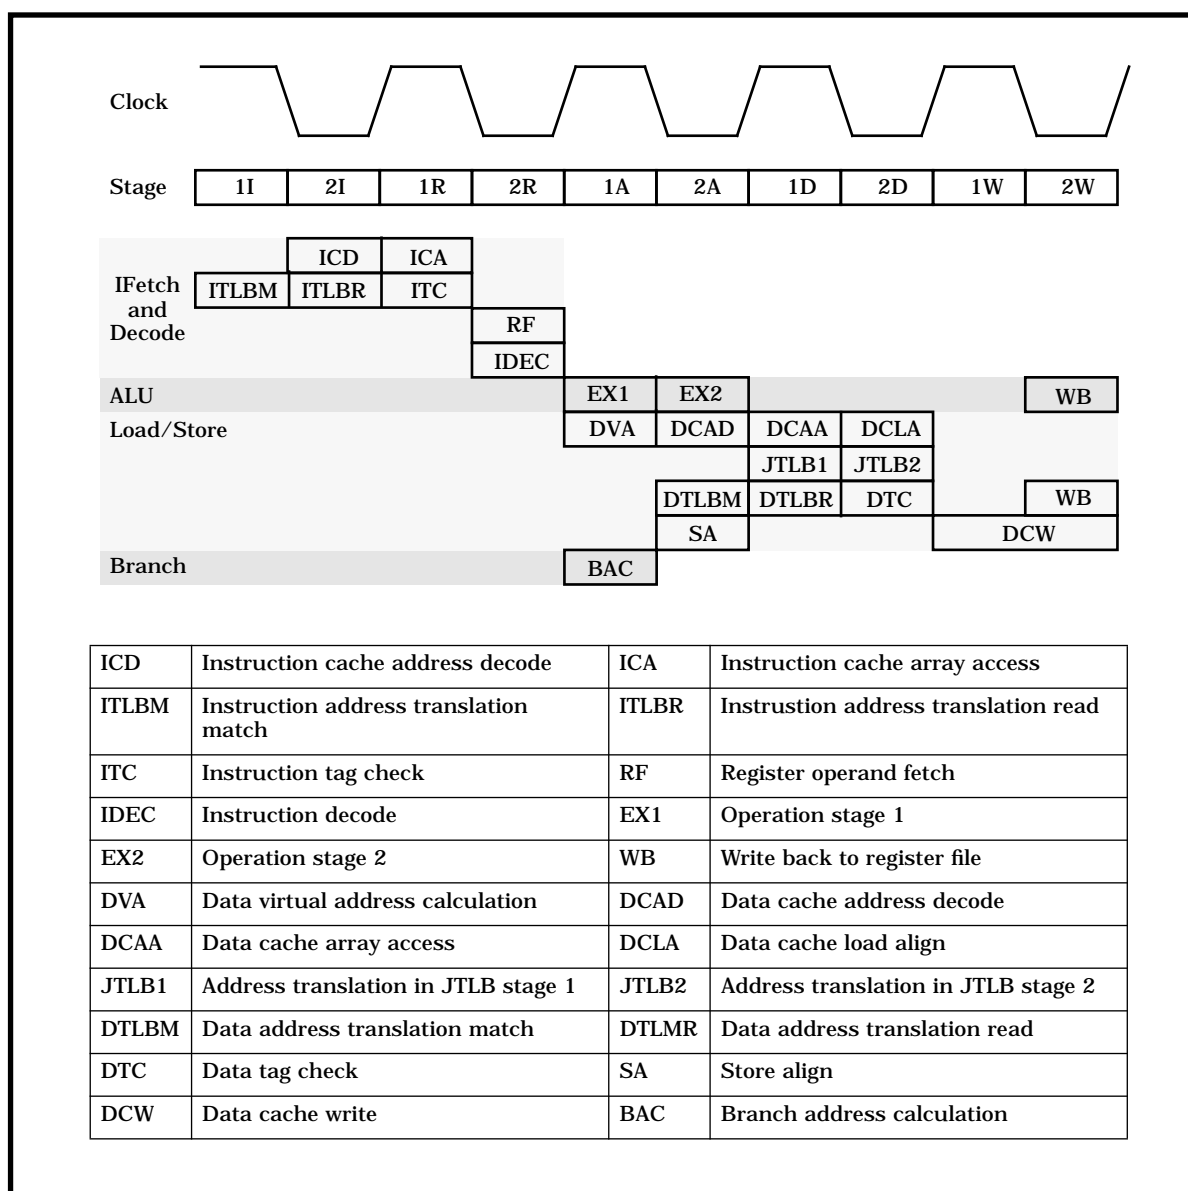 Clock
Stage 1I 2I 1R 2R 1A 2A 1D 2D 1W 2W
ICD ICA
IFetch and Decode
ITLBM ITLBR ITC
RF
IDEC
ALU EX1 EX2 WB
Load/Store DVA DCAD DCAA DCLA
JTLB1 JTLB2
DTLBM DTLBR DTC WB
SA DCW
Branch BAC
ICD Instruction cache address decode ICA Instruction cache array access
ITLBM Instruction address translation match ITLBR Instrustion address translation read
ITC Instruction tag check RF Register operand fetch
IDEC Instruction decode EX1 Operation stage 1
EX2 Operation stage 2 WB Write back to register file
DVA Data virtual address calculation DCAD Data cache address decode
DCAA Data cache array access DCLA Data cache load align
JTLB1 Address translation in JTLB stage 1 JTLB2 Address translation in JTLB stage 2
DTLBM Data address translation match DTLMR Data address translation read
DTC Data tag check SA Store align
DCW Data cache write BAC Branch address calculation